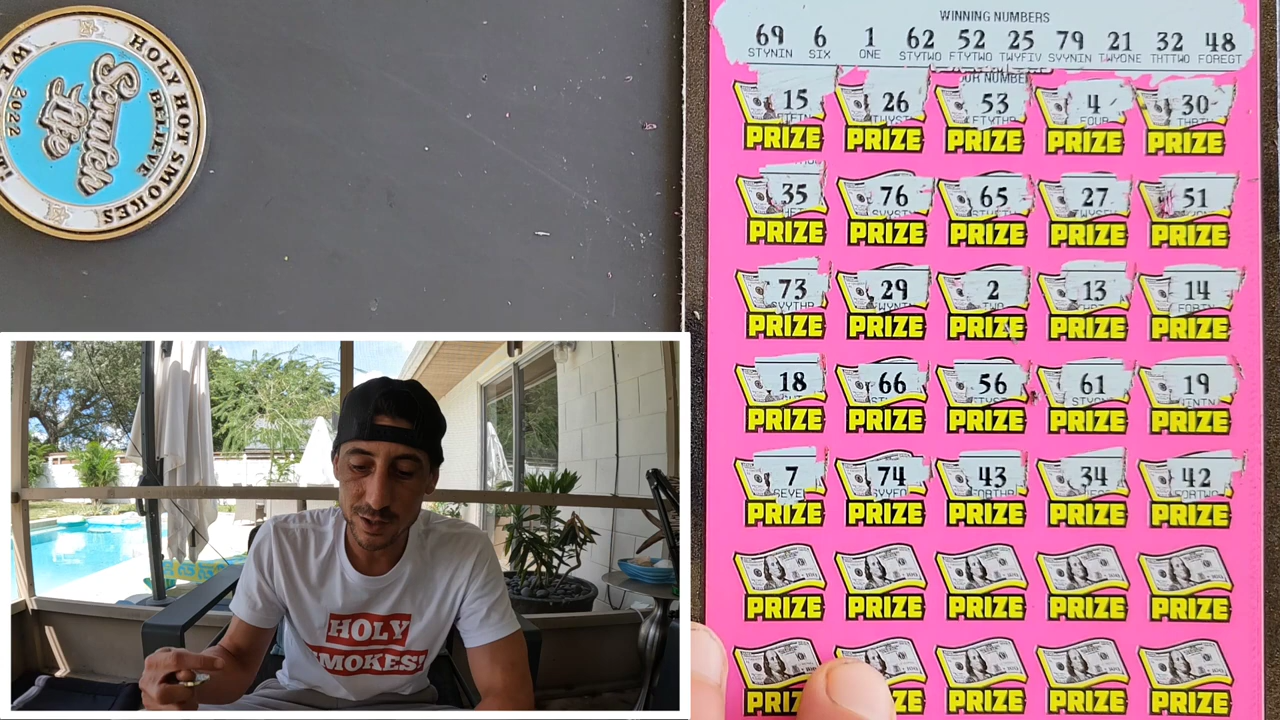 HOLY HOT SMOKES
BELIEVE
Scratch
Life
2022
WINNING NUMBERS
69 6 1 62 52 25 79 21 32 48
STYNIN SIX ONE STYTWO FTYTWO TWYFIV SVYNIN TWYONE THTTWO FOREGT
15 26 53 4 30
PRIZE PRIZE PRIZE PRIZE PRIZE
35 76 65 27 51
PRIZE PRIZE PRIZE PRIZE PRIZE
73 29 2 13 14
PRIZE PRIZE PRIZE PRIZE PRIZE
18 66 56 61 19
PRIZE PRIZE PRIZE PRIZE PRIZE
7 74 43 34 42
PRIZE PRIZE PRIZE PRIZE PRIZE
PRIZE PRIZE PRIZE PRIZE PRIZE
PRIZE PRIZE PRIZE PRIZE
HOLY
SMOKES!